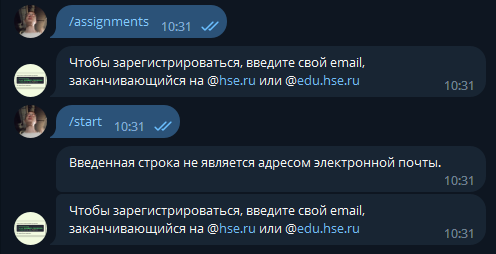 /assignments 10:31
Чтобы зарегистрироваться, введите свой email,
заканчивающийся на @hse.ru или @edu.hse.ru
10:31
/start 10:31
Введенная строка не является адресом электронной почты.
10:31
Чтобы зарегистрироваться, введите свой email,
заканчивающийся на @hse.ru или @edu.hse.ru
10:31